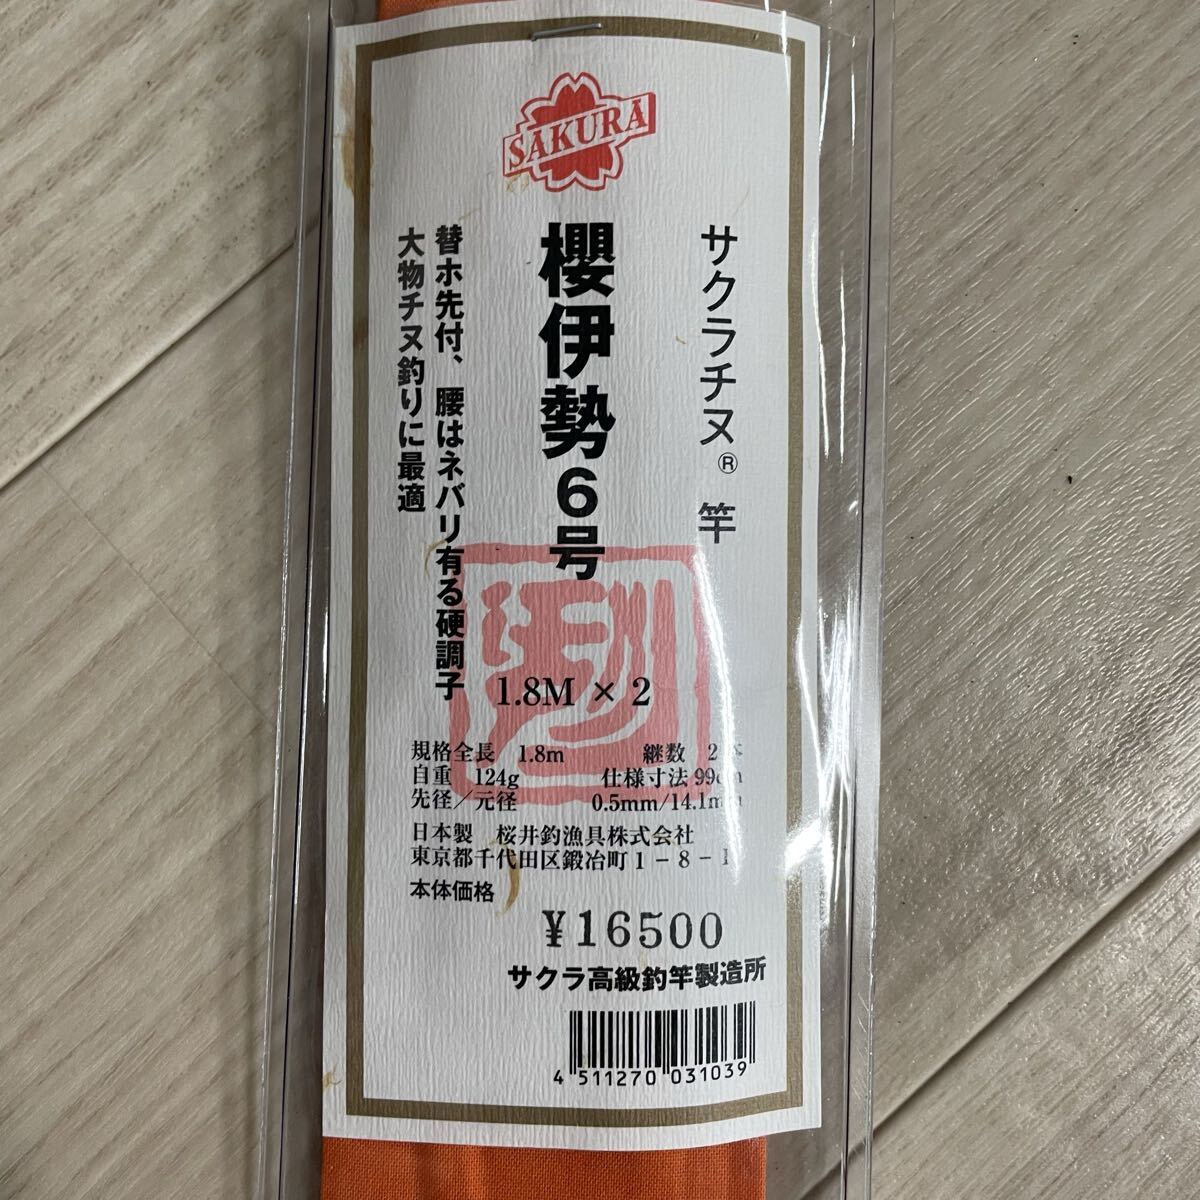 SAKURA
サクラチヌ® 竿
櫻伊勢6号
替ホ先付、腰はネバリ有る硬調子
大物チヌ釣りに最適
1.8M × 2
規格全長 1.8m 継数 2本
自重 124g 仕様寸法 99cm
先径/元径 0.5mm/14.1mm
日本製 桜井釣漁具株式会社
東京都千代田区鍛冶町1-8-1
本体価格
¥16500
サクラ高級釣竿製造所
4 511270 031039